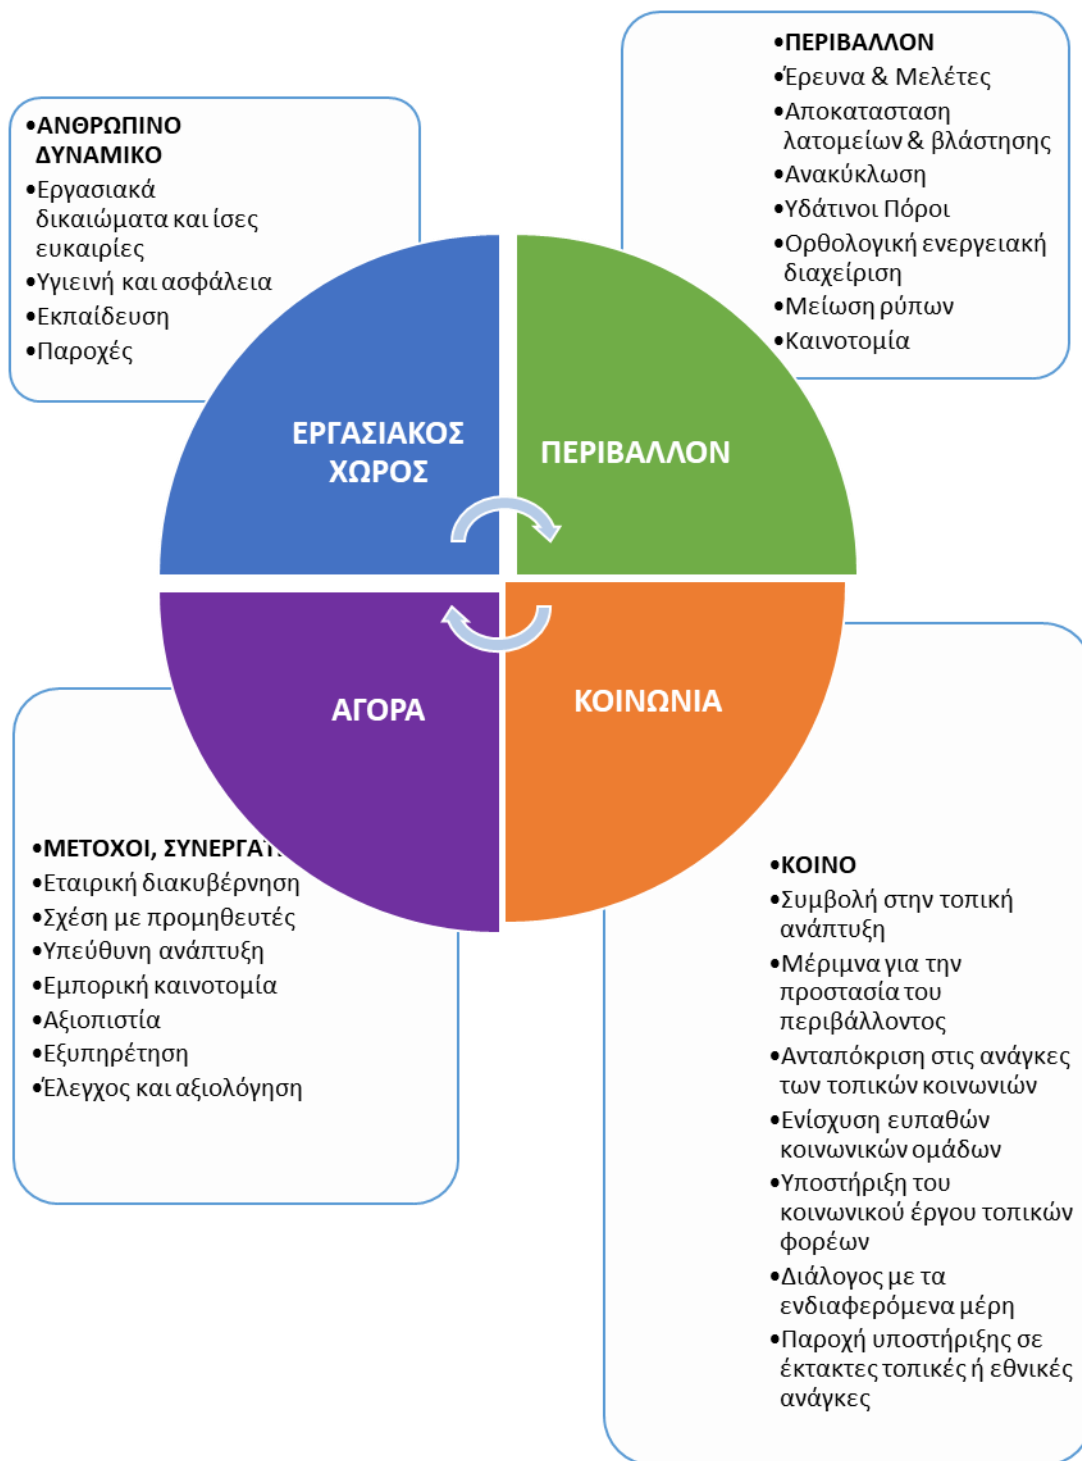 •ΑΝΘΡΩΠΙΝΟ
ΔΥΝΑΜΙΚΟ
•Εργασιακά
δικαιώματα και ίσες
ευκαιρίες
•Υγιεινή και ασφάλεια
•Εκπαίδευση
•Παροχές
•ΠΕΡΙΒΑΛΛΟΝ
•Έρευνα & Μελέτες
•Αποκατασταση
λατομείων & βλάστησης
•Ανακύκλωση
•Υδάτινοι Πόροι
•Ορθολογική ενεργειακή
διαχείριση
•Μείωση ρύπων
•Καινοτομία
ΕΡΓΑΣΙΑΚΟΣ
ΧΩΡΟΣ
ΠΕΡΙΒΑΛΛΟΝ
ΑΓΟΡΑ
ΚΟΙΝΩΝΙΑ
•ΜΕΤΟΧΟΙ,
•Εταιρική διακυβέρνηση
•Σχέση με προμηθευτές
•Υπεύθυνη ανάπτυξη
•Εμπορική καινοτομία
•Αξιοπιστία
•Εξυπηρέτηση
•Έλεγχος και αξιολόγηση
•ΚΟΙΝΟ
•Συμβολή στην τοπική
ανάπτυξη
•Μέριμνα για την
προστασία του
περιβάλλοντος
•Ανταπόκριση στις ανάγκες
των τοπικών κοινωνιών
•Ενίσχυση ευπαθών
κοινωνικών ομάδων
•Υποστήριξη του
κοινωνικού έργου τοπικών
φορέων
•Διάλογος με τα
ενδιαφερόμενα μέρη
•Παροχή υποστήριξης σε
έκτακτες τοπικές ή εθνικές
ανάγκες